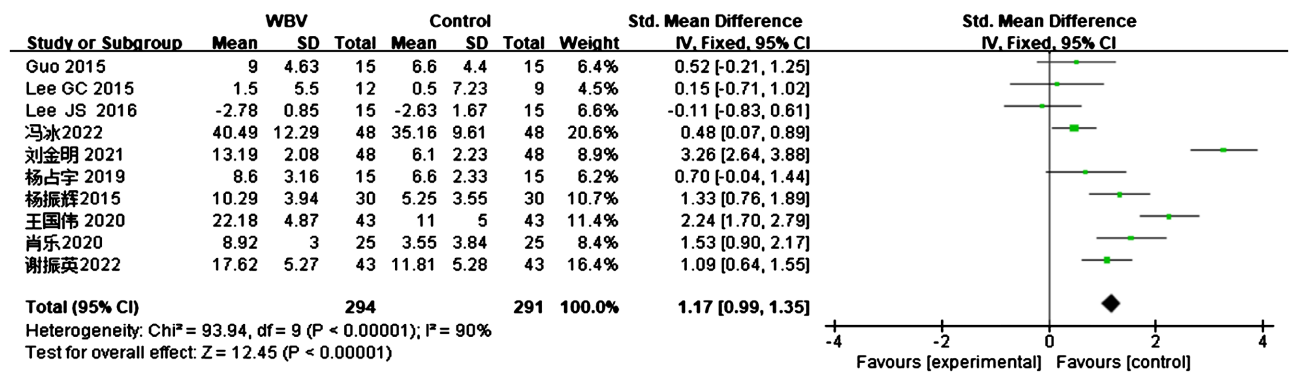 WBV Control Std. Mean Difference Std. Mean Difference
Study or Subgroup Mean SD Total Mean SD Total Weight IV, Fixed, 95% CI IV, Fixed, 95% CI
Guo 2015 9 4.63 15 6.6 4.4 15 6.4% 0.52 [-0.21, 1.25]
Lee GC 2015 1.5 5.5 12 0.5 7.23 9 4.5% 0.15 [-0.71, 1.02]
Lee JS 2016 -2.78 0.85 15 -2.63 1.67 15 6.6% -0.11 [-0.83, 0.61]
冯冰2022 40.49 12.29 48 35.16 9.61 48 20.6% 0.48 [0.07, 0.89]
刘金明 2021 13.19 2.08 48 6.1 2.23 48 8.9% 3.26 [2.64, 3.88]
杨占宇 2019 8.6 3.16 15 6.6 2.33 15 6.2% 0.70 [-0.04, 1.44]
杨振辉2015 10.29 3.94 30 5.25 3.55 30 10.7% 1.33 [0.76, 1.89]
王国伟 2020 22.18 4.87 43 11 5 43 11.4% 2.24 [1.70, 2.79]
肖乐2020 8.92 3 25 3.55 3.84 25 8.4% 1.53 [0.90, 2.17]
谢振英2022 17.62 5.27 43 11.81 5.28 43 16.4% 1.09 [0.64, 1.55]
Total (95% CI) 294 291 100.0% 1.17 [0.99, 1.35]
Heterogeneity: Chi² = 93.94, df = 9 (P < 0.00001); I² = 90%
Test for overall effect: Z = 12.45 (P < 0.00001)
-4 -2 0 2 4
Favours [experimental] Favours [control]